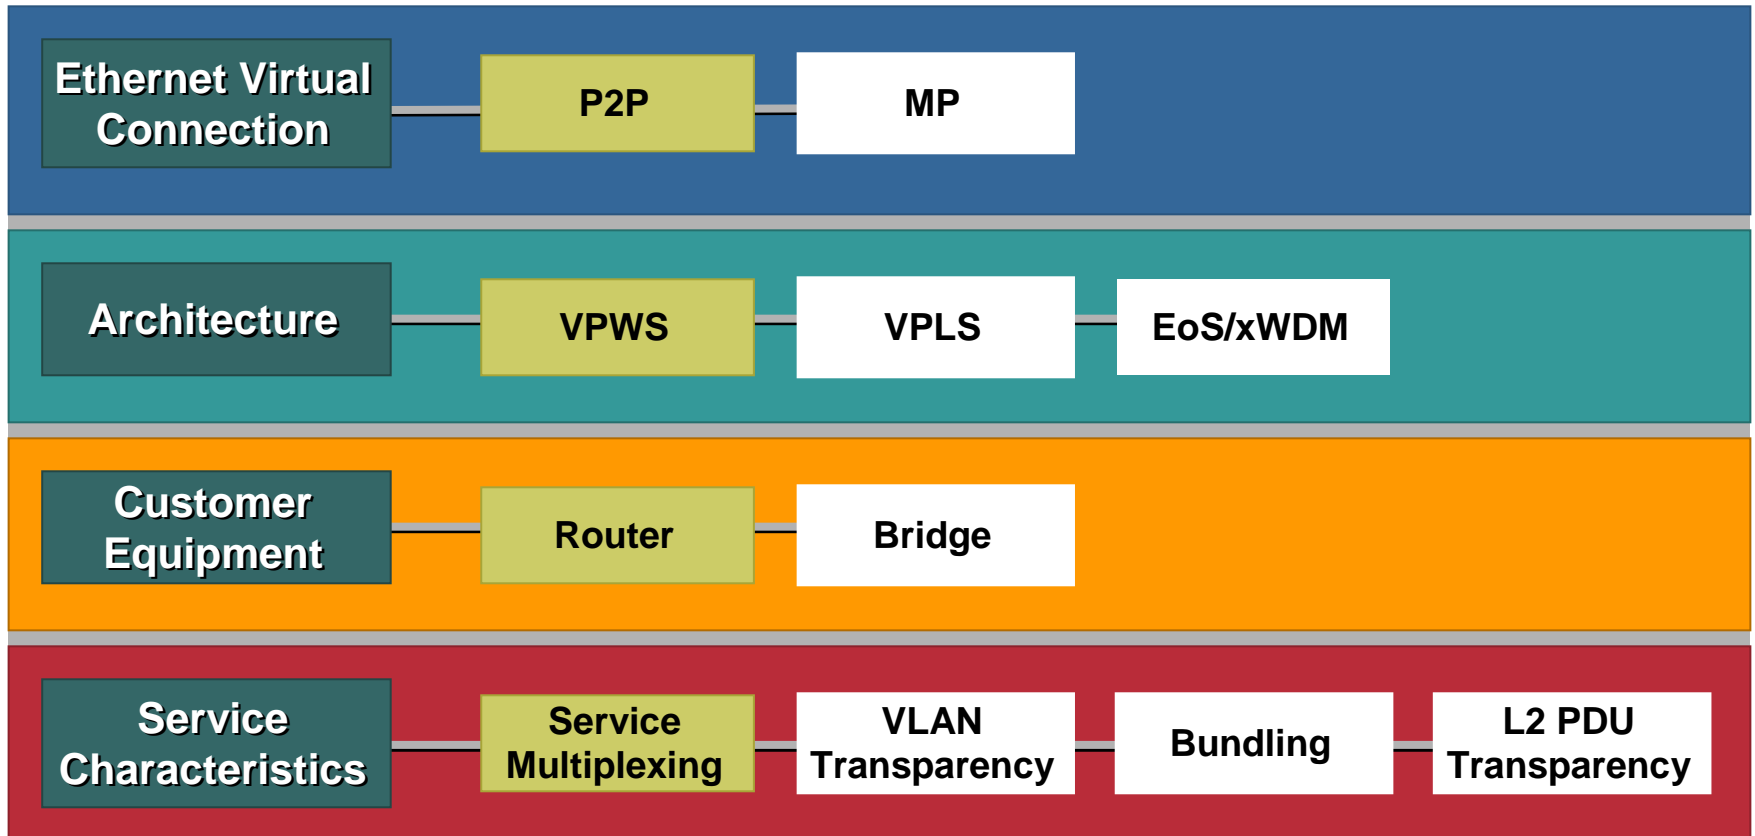 Ethernet Virtual
Connection
P2P
MP
Architecture
VPWS
VPLS
EoS/xWDM
Customer
Equipment
Router
Bridge
Service
Characteristics
Service
Multiplexing
VLAN
Transparency
Bundling
L2 PDU
Transparency